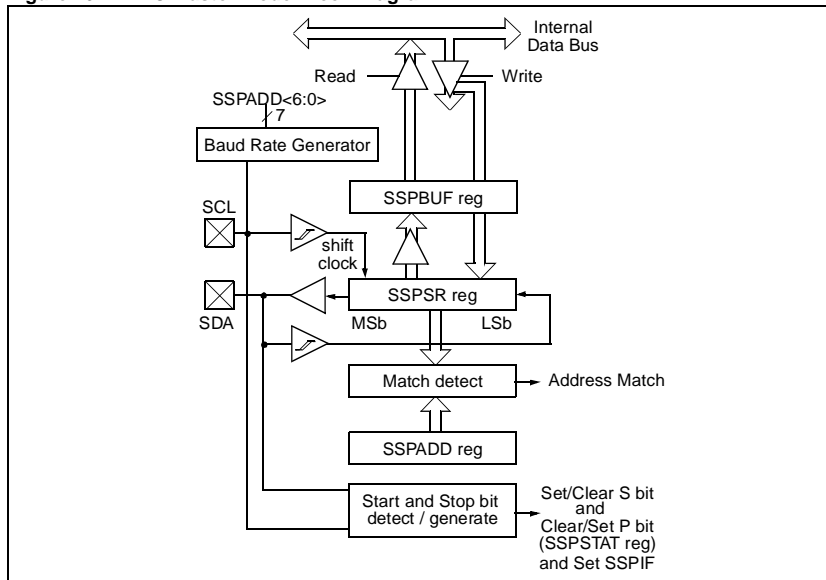 Internal
Data Bus
Read
Write
SSPADD<6:0>
7
Baud Rate Generator
SSPBUF reg
SCL
shift
clock
SSPSR reg
SDA
MSb
LSb
Match detect
Address Match
SSPADD reg
Start and Stop bit
detect / generate
Set/Clear S bit
and
Clear/Set P bit
(SSPSTAT reg)
and Set SSPIF